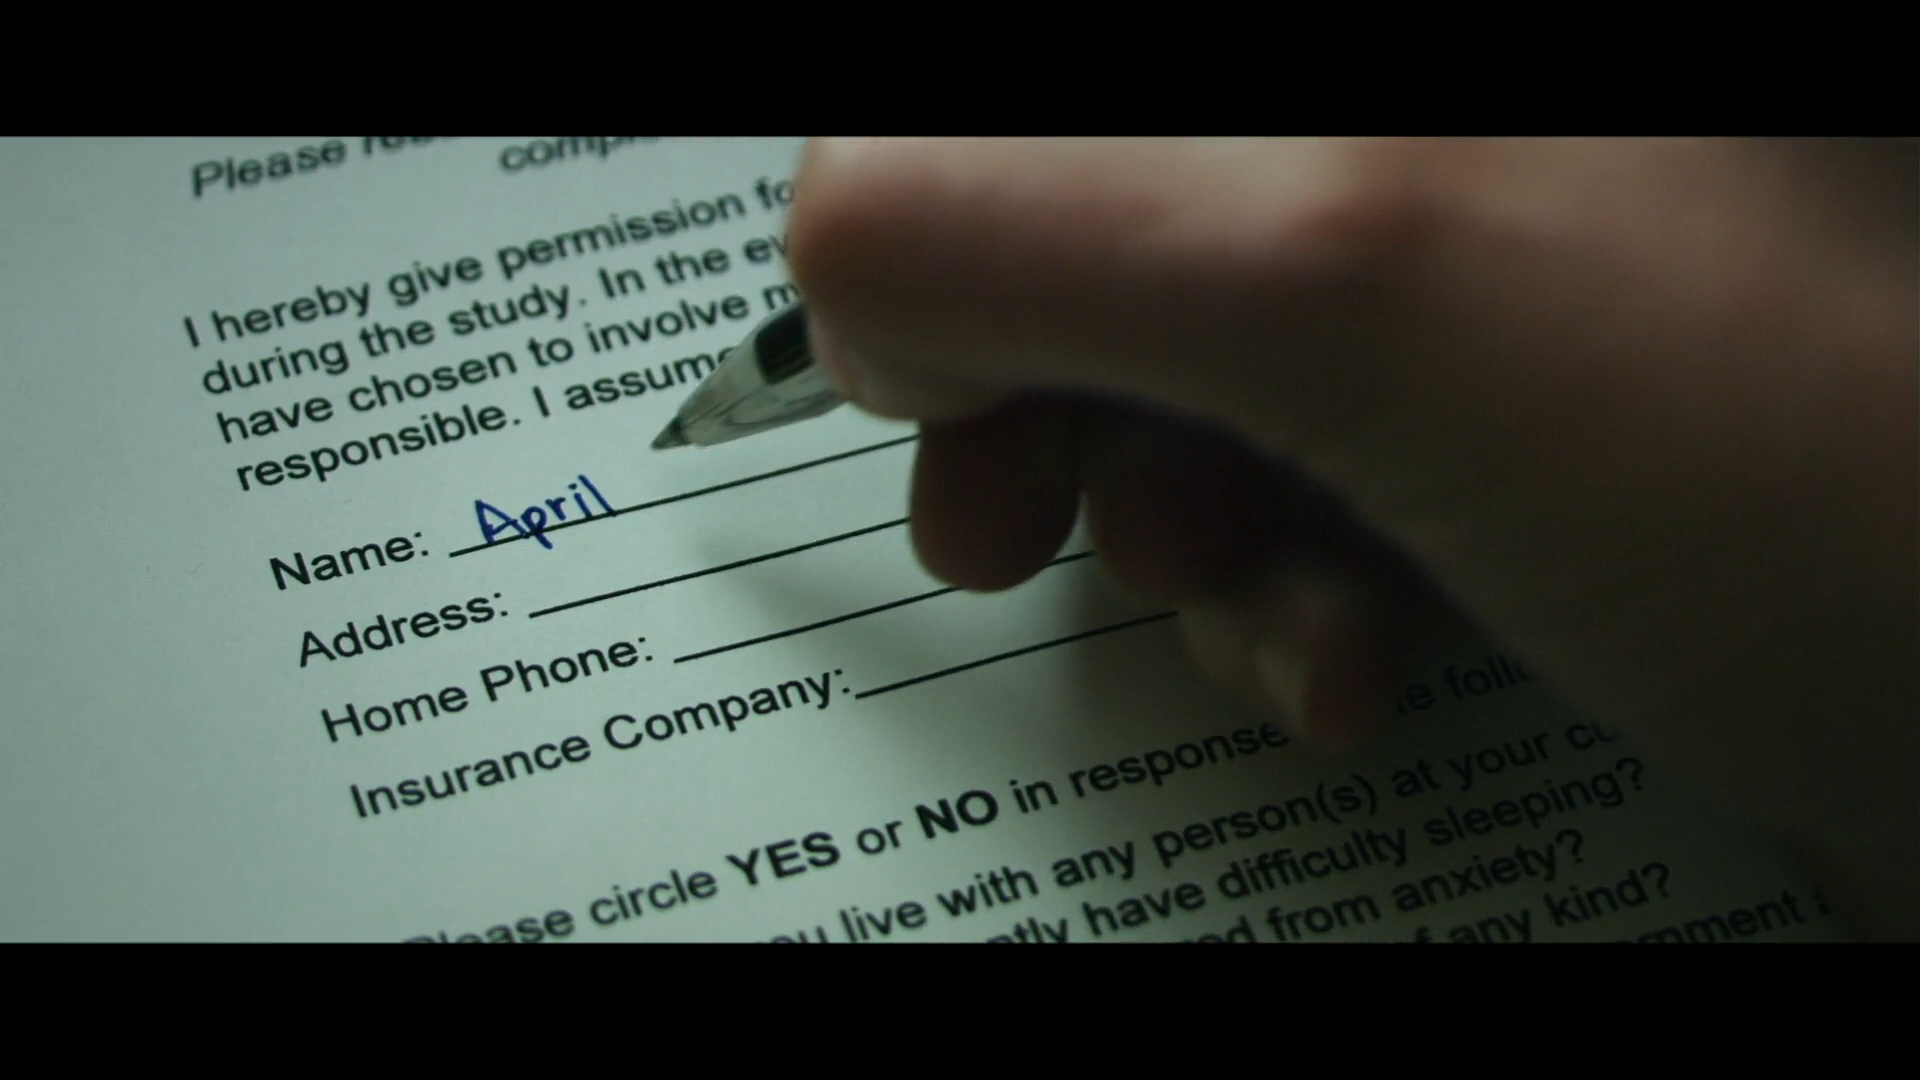 Please
I hereby give permission
during the study. In the
have chosen to involve
responsible. I assume
Name: April
Address:
Home Phone:
Insurance Company:
Please circle YES or NO in response
you live with any person(s) at your
have difficulty sleeping?
from anxiety?
any kind?